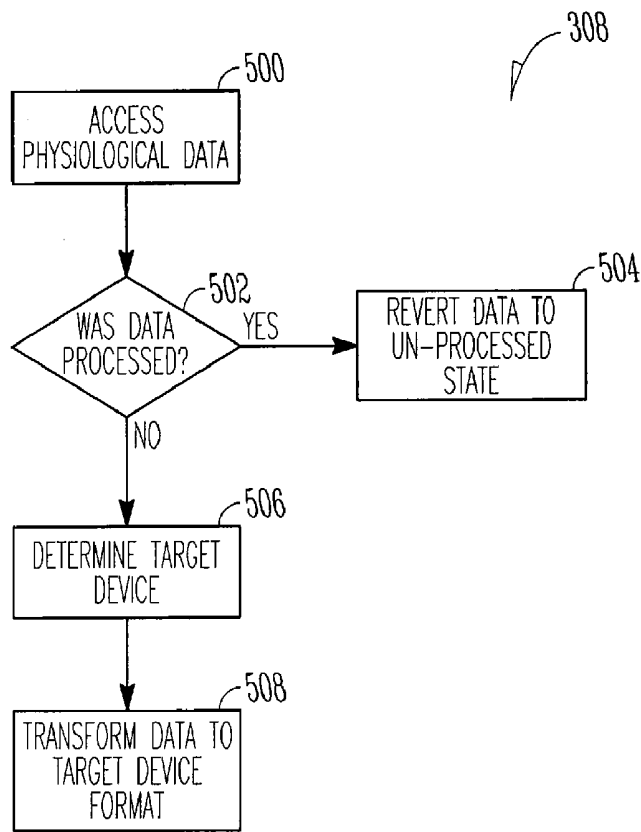 308
500
ACCESS
PHYSIOLOGICAL DATA
502
WAS DATA
PROCESSED?
YES
504
REVERT DATA TO
UN-PROCESSED
STATE
NO
506
DETERMINE TARGET
DEVICE
508
TRANSFORM DATA TO
TARGET DEVICE
FORMAT